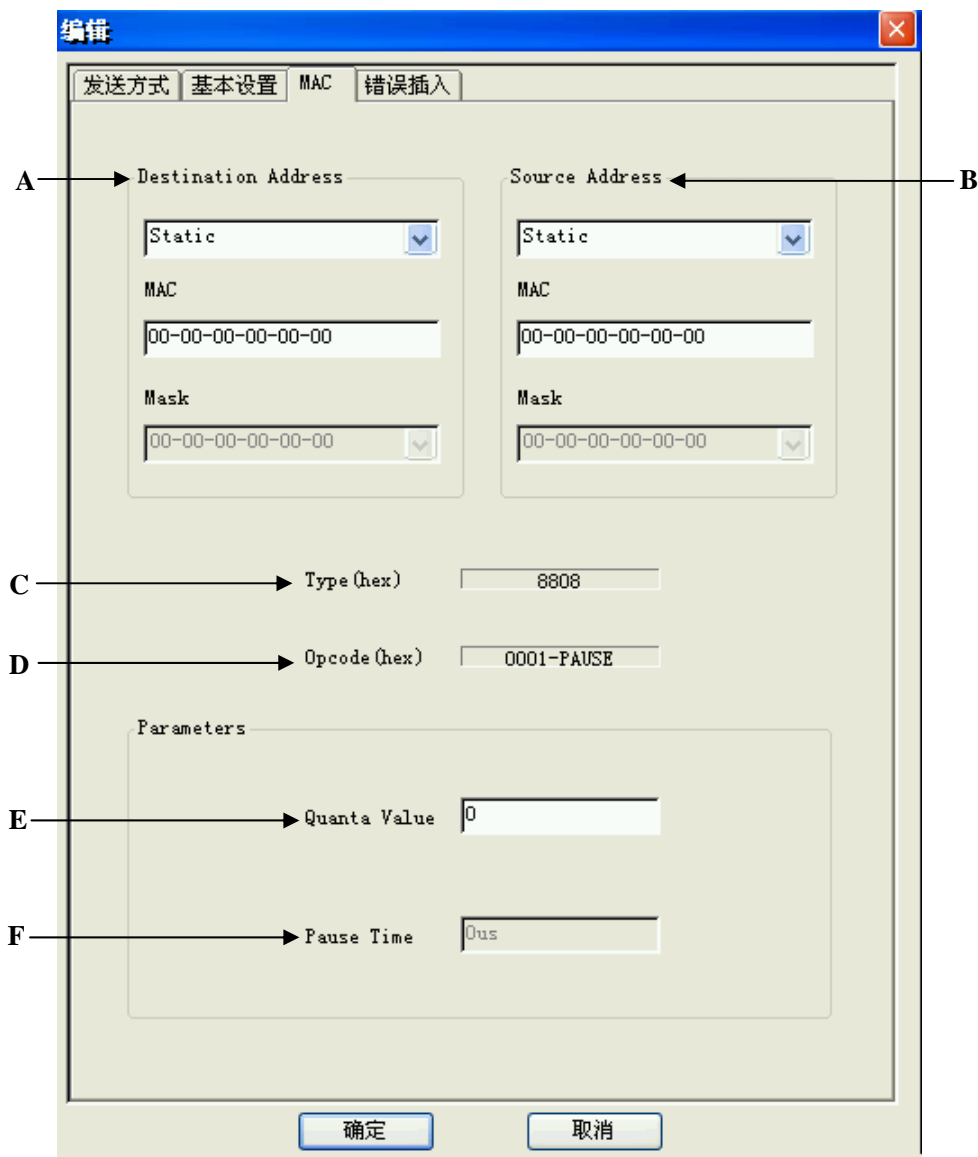 编辑
发送方式 基本设置 MAC 错误插入
A Destination Address Source Address B
Static Static
MAC MAC
00-00-00-00-00-00 00-00-00-00-00-00
Mask Mask
00-00-00-00-00-00 00-00-00-00-00-00
C Type(hex) 8808
D Opcode(hex) 0001-PAUSE
Parameters
E Quanta Value 0
F Pause Time 0us
确定 取消